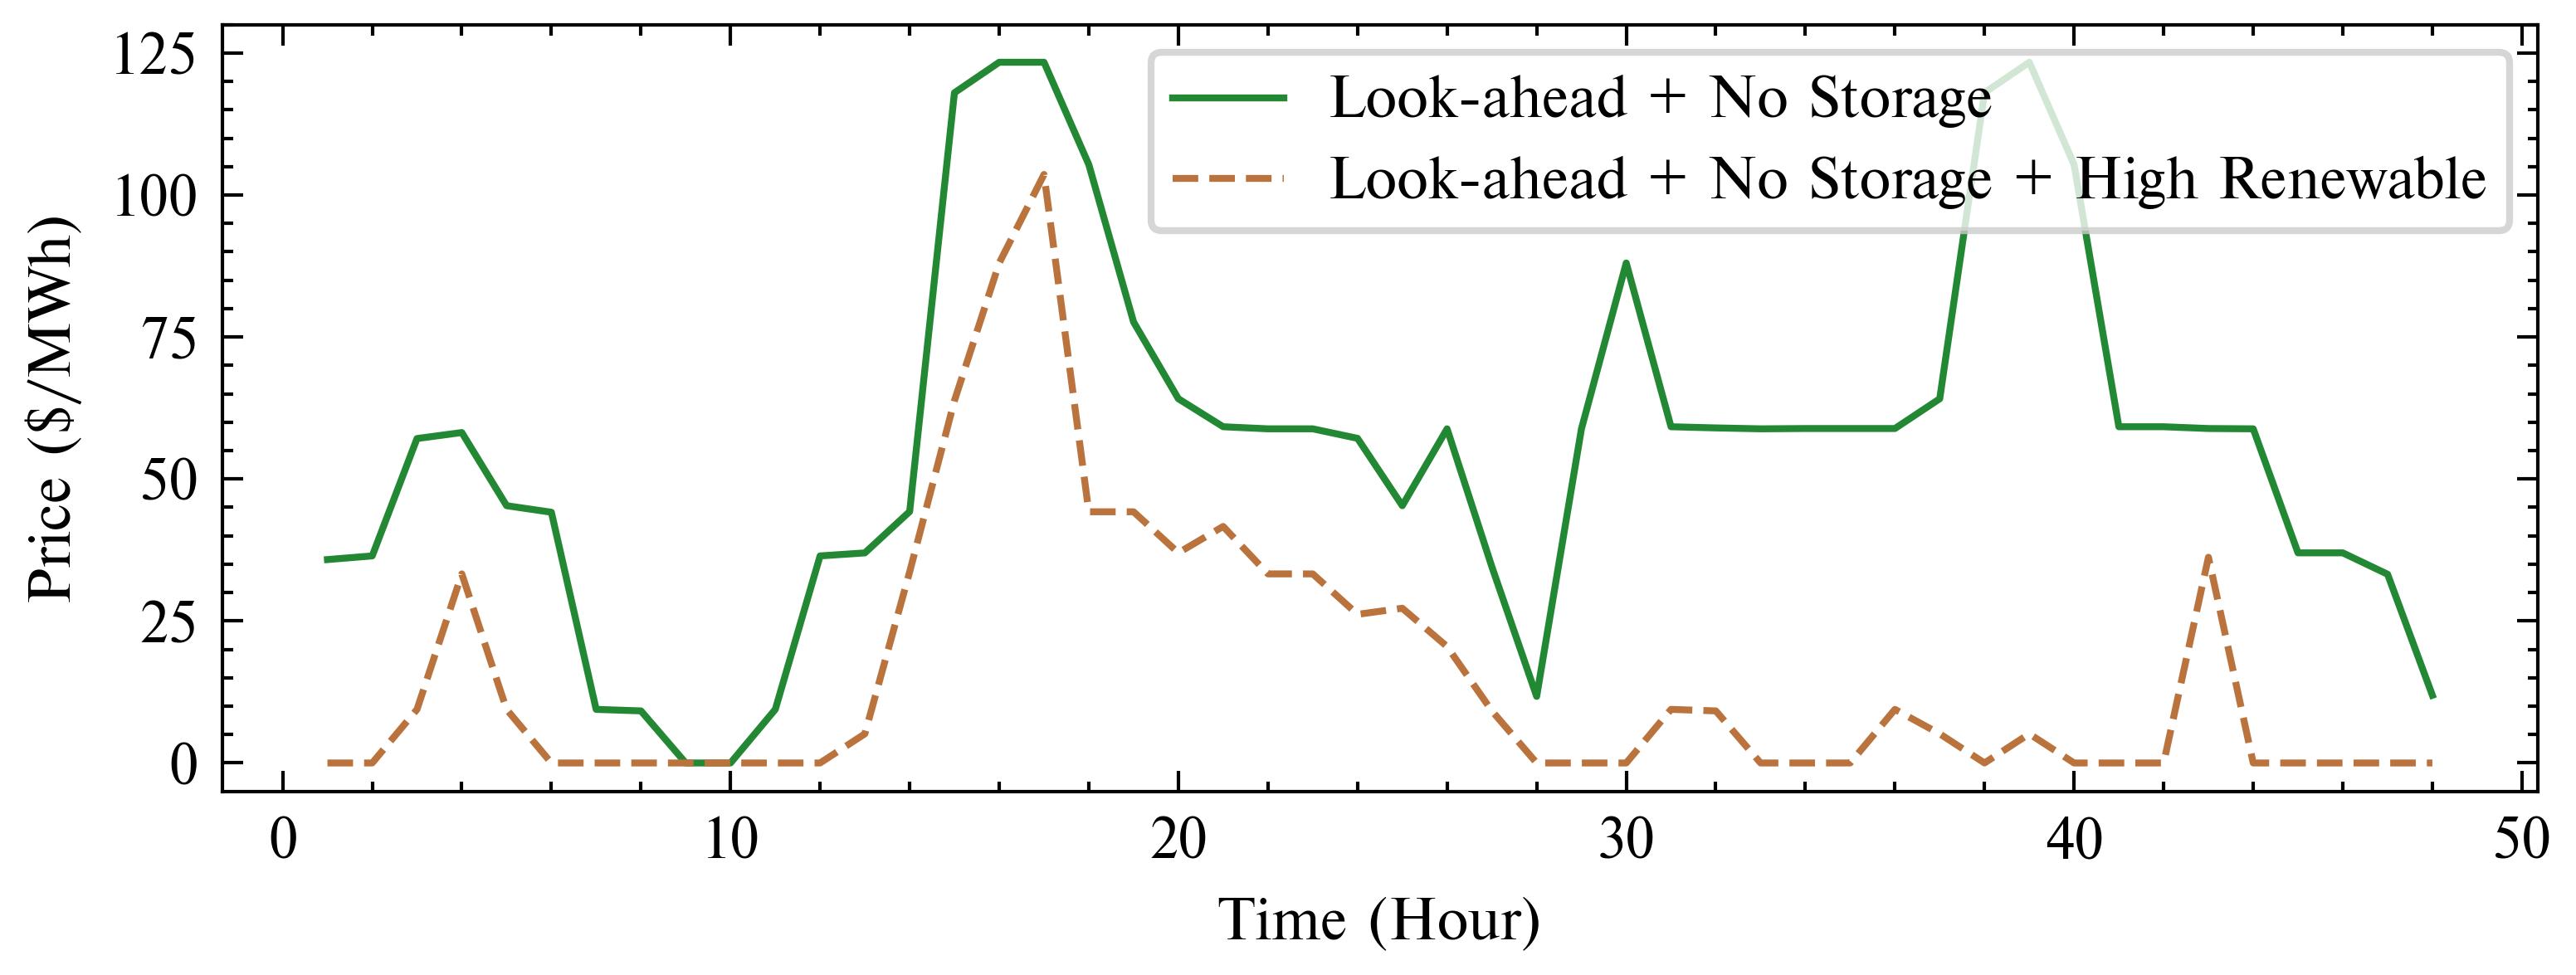 Price ($/MWh)
125
100
75
50
25
0
Look-ahead + No Storage
Look-ahead + No Storage + High Renewable
0 10 20 30 40 50
Time (Hour)